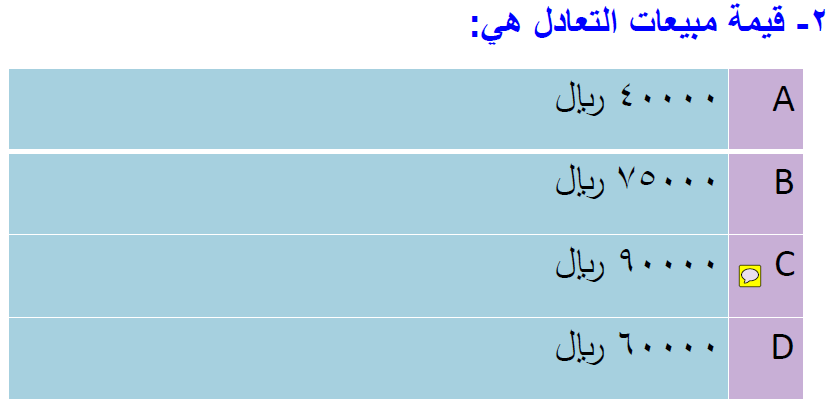 ٢- قيمة مبيعات التعادل هي:
A ٤٠٠٠٠ ريال
B ٧٥٠٠٠ ريال
C ٩٠٠٠٠ ريال
D ٦٠٠٠٠ ريال